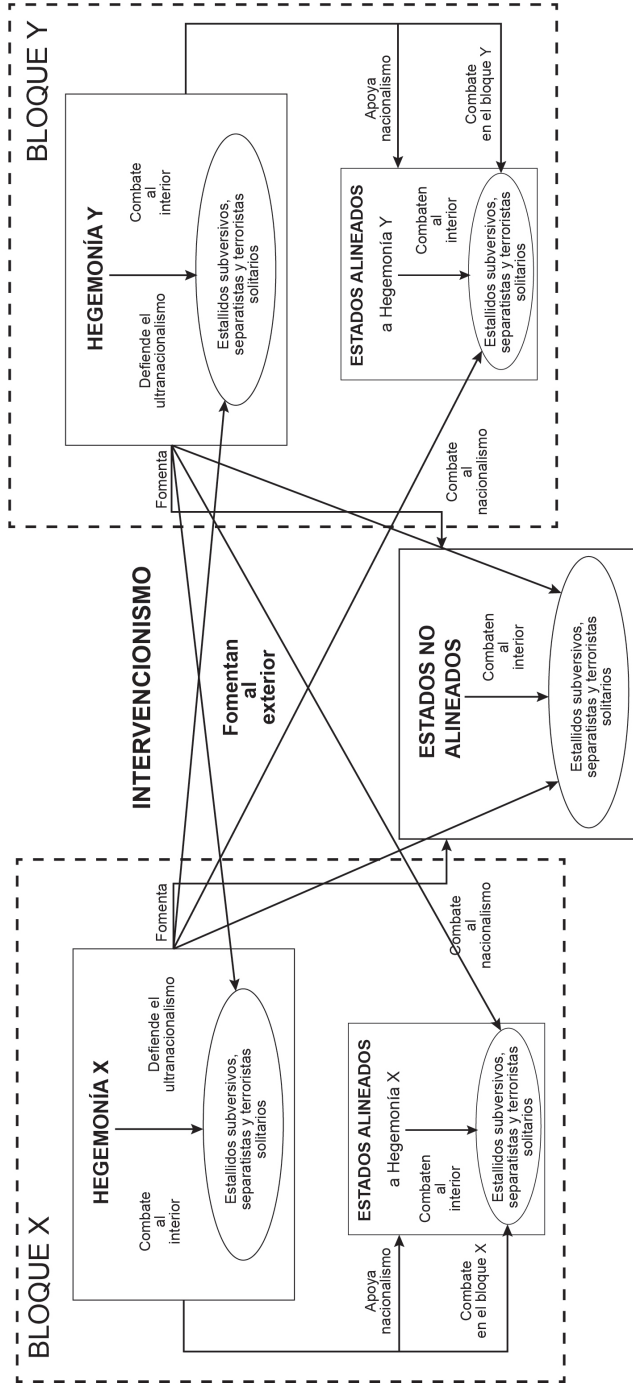 BLOQUE X
HEGEMONÍA X
Combate
al
interior
Defiende el
ultranacionalismo
Estallidos subversivos,
separatistas y terroristas
solitarios
Fomenta
Apoya
nacionalismo
Combate
en el bloque X
ESTADOS ALINEADOS
a Hegemonía X
Combaten
al
interior
Estallidos subversivos,
separatistas y terroristas
solitarios
Combate
al
nacionalismo
INTERVENCIONISMO
Fomentan
al
exterior
ESTADOS NO
ALINEADOS
Combaten
al
interior
Estallidos subversivos,
separatistas y terroristas
solitarios
BLOQUE Y
HEGEMONÍA Y
Defiende el
ultranacionalismo
Combate
al
interior
Estallidos subversivos,
separatistas y terroristas
solitarios
Fomenta
Combate
al
nacionalismo
ESTADOS ALINEADOS
a Hegemonía Y
Combaten
al
interior
Estallidos subversivos,
separatistas y terroristas
solitarios
Apoya
nacionalismo
Combate
en el bloque Y